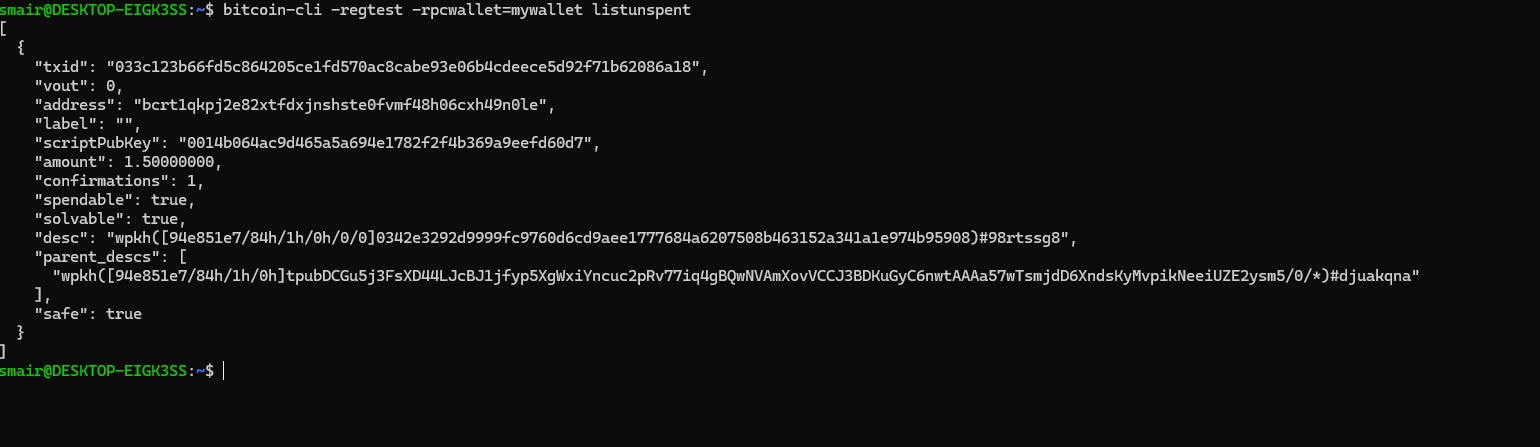 smair@DESKTOP-EIGK3SS:~$ bitcoin-cli -regtest -rpcwallet=mywallet listunspent
[
  {
    "txid": "033c123b66fd5c864205ce1fd570ac8cabe93e06b4cdeece5d92f71b62086a18",
    "vout": 0,
    "address": "bcrt1qkpj2e82xtfdxjnshste0fvmf48h06cxh49n0le",
    "label": "",
    "scriptPubKey": "0014b064ac9d465a5a694e1782f2f4b369a9eefd60d7",
    "amount": 1.50000000,
    "confirmations": 1,
    "spendable": true,
    "solvable": true,
    "desc": "wpkh([94e851e7/84h/1h/0h/0/0]0342e3292d9999fc9760d6cd9aee1777684a6207508b463152a341a1e974b95908)#98rtssg8",
    "parent_descs": [
      "wpkh([94e851e7/84h/1h/0h]tpubDCGu5j3FsXD44LJcBJ1jfyp5XgWxiYncuc2pRv77iq4gBQwNVAmXovVCCJ3BDKuGyC6nwtAAAa57wTsmjdD6XndsKyMvpikNeeiUZE2ysm5/0/*)#djuakqna"
    ],
    "safe": true
  }
]
smair@DESKTOP-EIGK3SS:~$